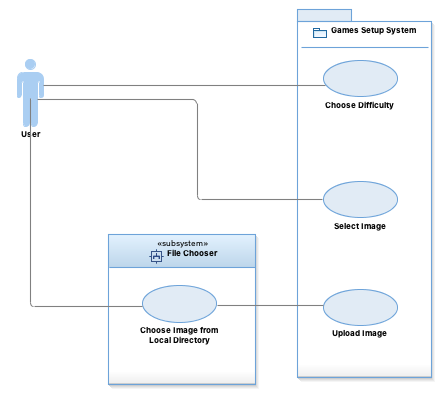 Games Setup System
Choose Difficulty
User
Select Image
«subsystem»
File Chooser
Choose Image from
Local Directory
Upload Image